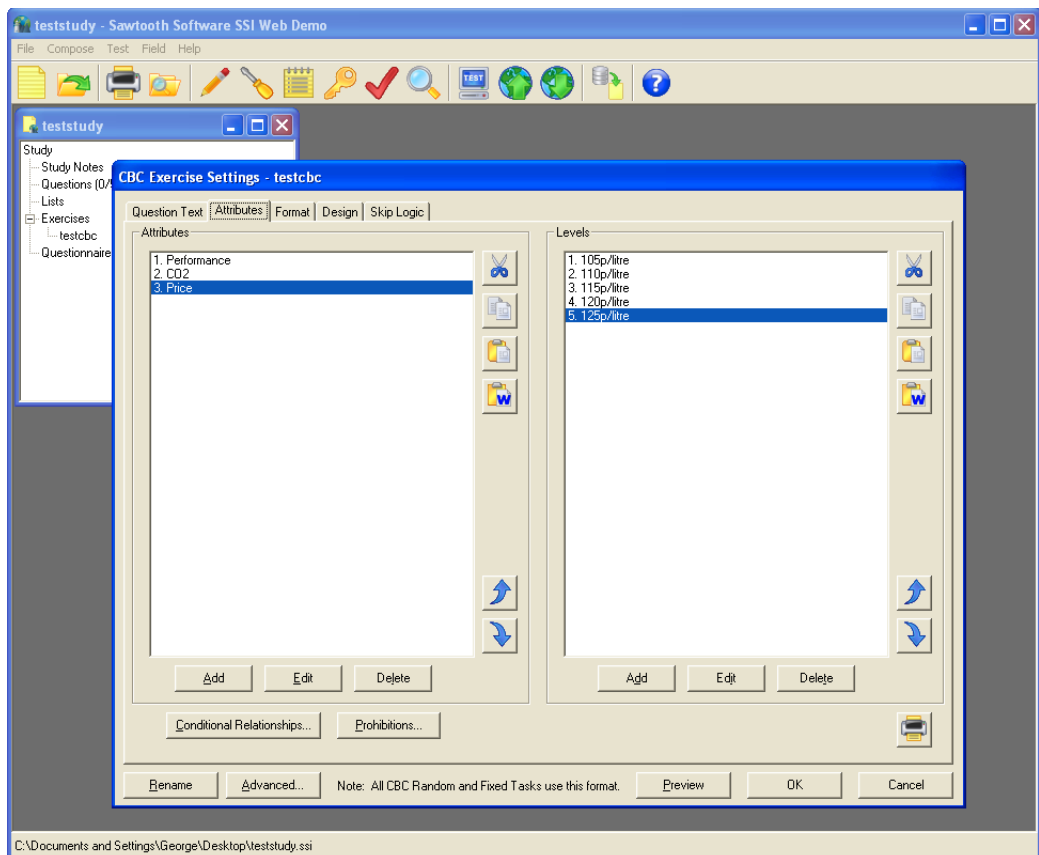 teststudy - Sawtooth Software SSI Web Demo
File Compose Test Field Help
TEST
teststudy
Study
Study Notes
Questions (0/
Lists
Exercises
testcbc
Questionnaire
CBC Exercise Settings - testcbc
Question Text Attributes Format Design Skip Logic
Attributes
1. Performance
2. CO2
3. Price
W
Add Edit Delete
Levels
1. 105p/litre
2. 110p/litre
3. 115p/litre
4. 120p/litre
5. 125p/litre
W
Add Edit Delete
Conditional Relationships... Prohibitions...
Rename Advanced... Note: All CBC Random and Fixed Tasks use this format. Preview OK Cancel
C:\Documents and Settings\George\Desktop\teststudy.ssi